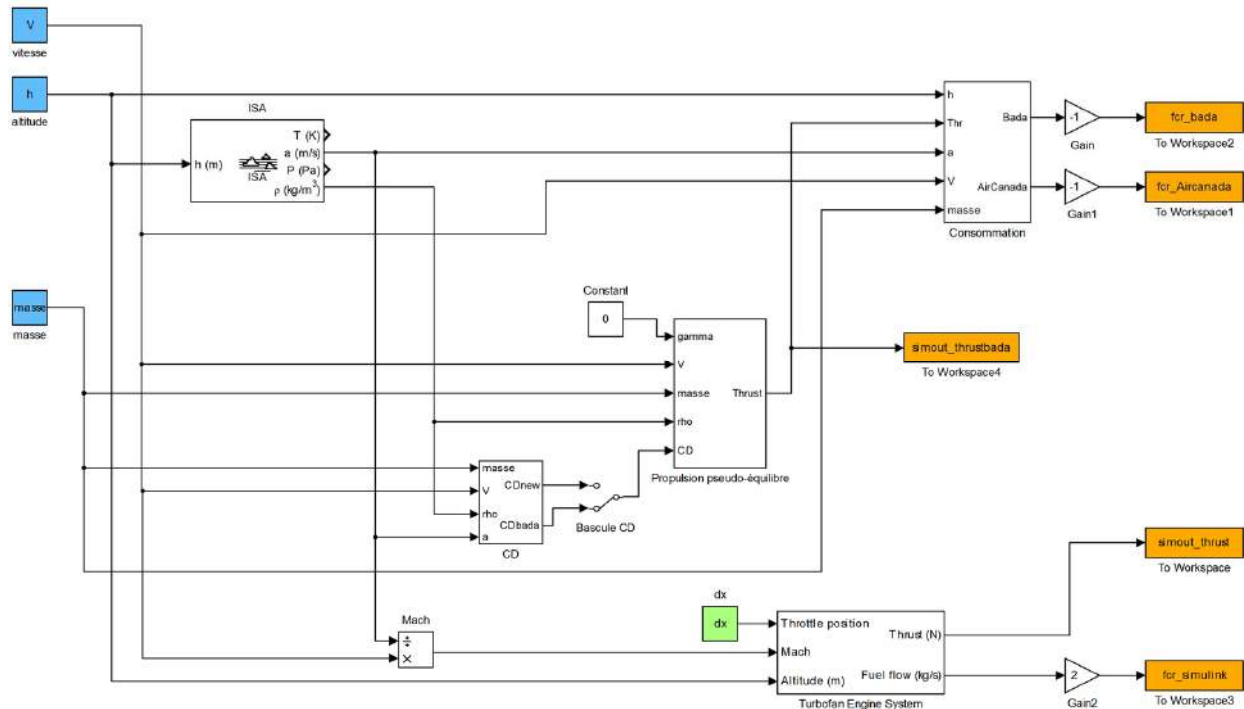 V
vitesse
h
altitude
ISA
h (m)
ISA
T (K)
a (m/s)
P (Pa)
ρ (kg/m³)
h
Thr
a
V
masse
Bada
AirCanada
Consommation
-1
Gain
fcr_bada
To Workspace2
-1
Gain1
fcr_Aircanada
To Workspace1
masse
masse
Constant
0
gamma
V
masse
rho
CD
Thrust
Propulsion pseudo-équilibre
simout_thrustbada
To Workspace4
masse
V
rho
a
CDnew
CDbada
CD
Bascule CD
Mach
÷
×
dx
dx
Throttle position
Mach
Altitude (m)
Thrust (N)
Fuel flow (kg/s)
Turbofan Engine System
simout_thrust
To Workspace
2
Gain2
fcr_simulink
To Workspace3